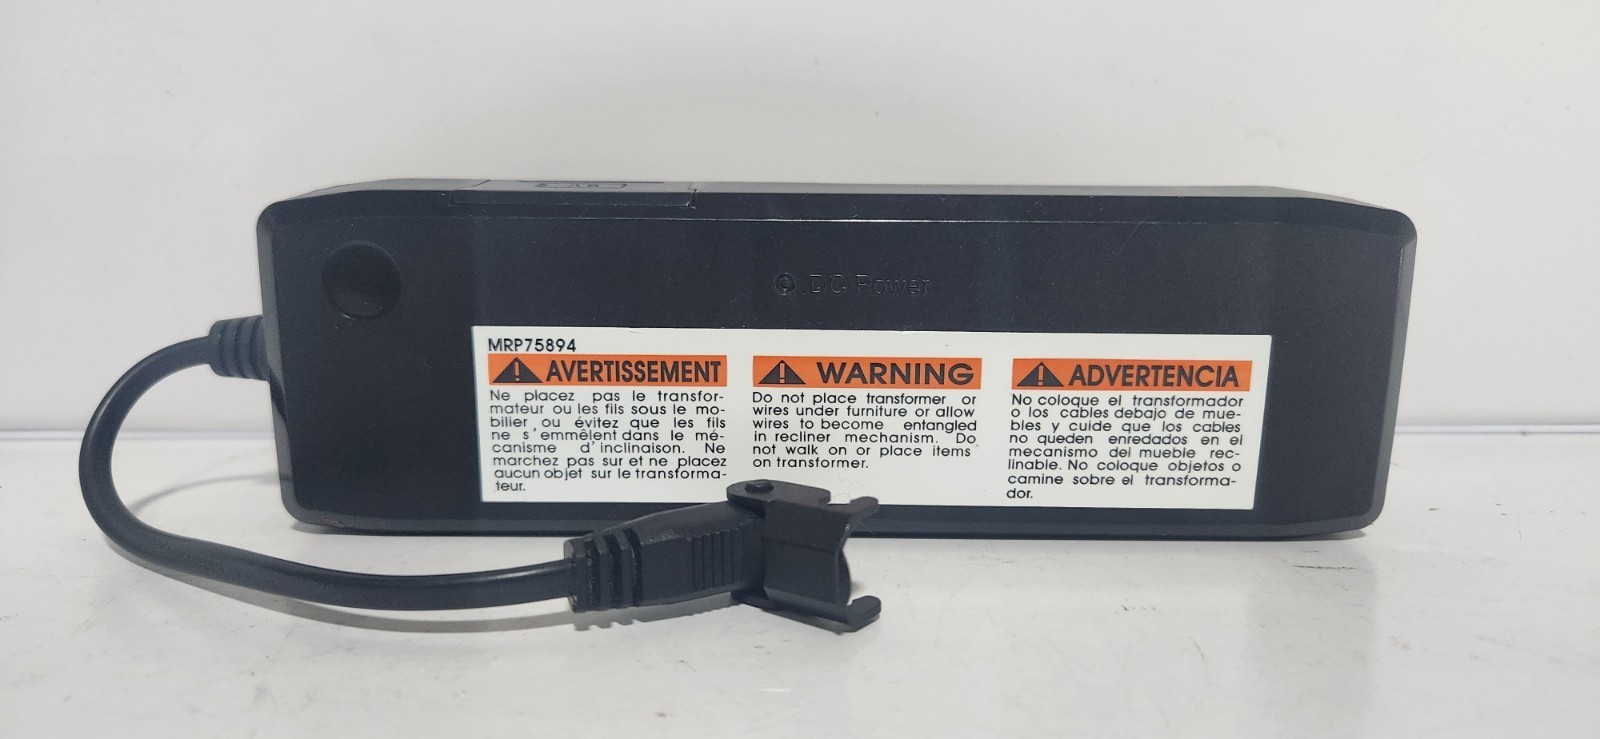 DC Power
MRP75894
AVERTISSEMENT
Ne placez pas le transfor-
mateur ou les fils sous le mo-
bilier, ou évitez que les fils
ne s'emmêlent dans le mé-
canisme d'inclinaison. Ne
marchez pas sur et ne placez
aucun objet sur le transforma-
teur.
WARNING
Do not place transformer or
wires under furniture or allow
wires to become entangled
in recliner mechanism. Do
not walk on or place items
on transformer.
ADVERTENCIA
No coloque el transformador
o los cables debajo de mue-
bles y cuide que los cables
no queden enredados en el
mecanismo del mueble rec-
linable. No coloque objetos o
camine sobre el transforma-
dor.